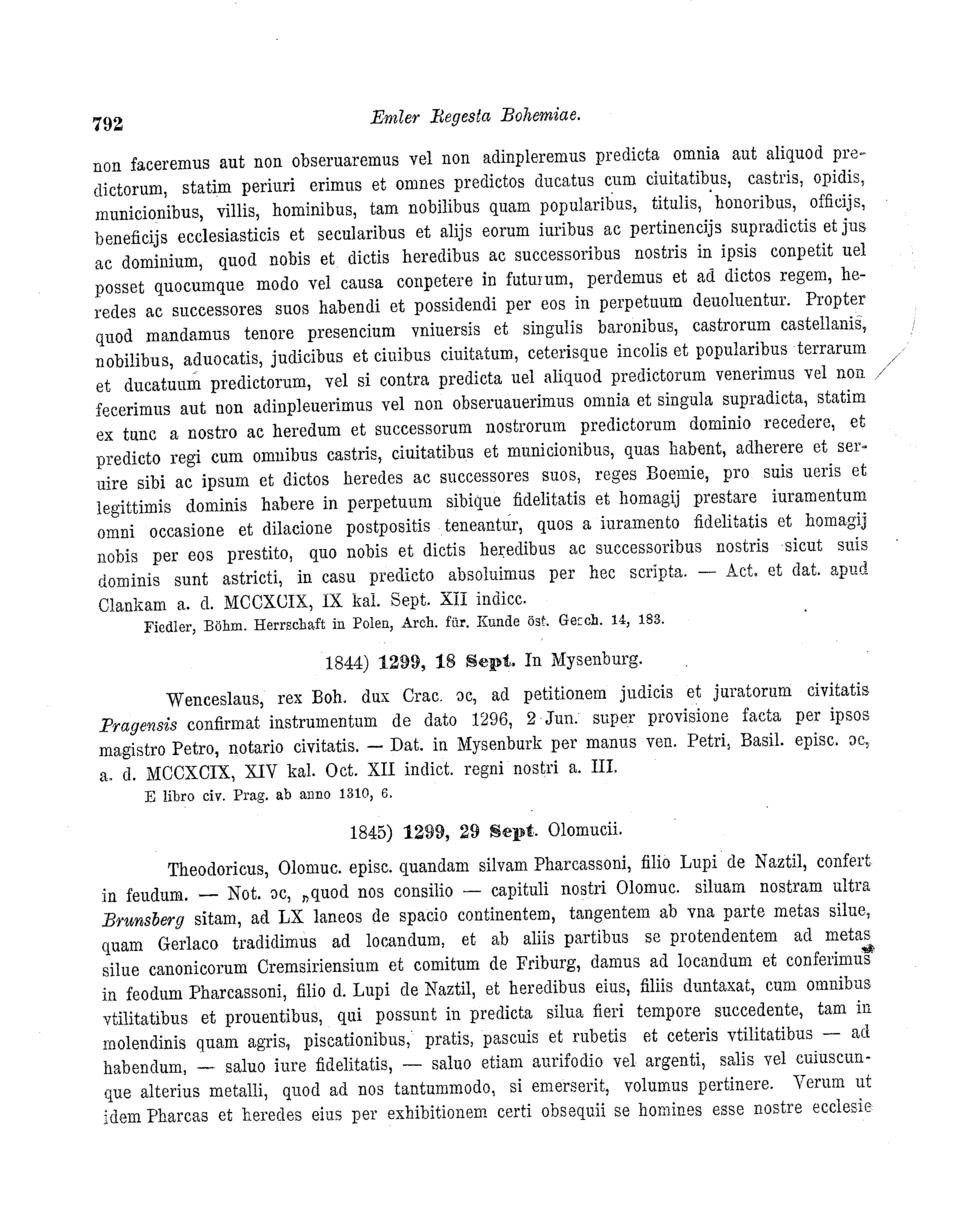 792
Emler Regesta Bohemiae.
non faceremus aut non obseruaremus vel non adinpleremus predicta omnia aut aliquod pre-
dictorum, statim periuri erimus et omnes predictos ducatus cum ciuitatibus, castris, opidis,
municionibus, villis, hominibus, tam nobilibus quam popularibus, titulis, honoribus, officijs,
beneficijs ecclesiasticis et secularibus et alijs eorum iuribus ac pertinencijs supradictis et jus
ac dominium, quod nobis et dictis heredibus ac successoribus nostris in ipsis conpetit uel
posset quocumque modo vel causa conpetere in futurum, perdemus et ad dictos regem, he-
redes ac successores suos habendi et possidendi per eos in perpetuum deuoluentur. Propter
quod mandamus tenore presencium vniuersis et singulis baronibus, castrorum castellanis,
nobilibus, aduocatis, judicibus et ciuibus ciuitatum, ceterisque incolis et popularibus terrarum
et ducatuum predictorum, vel si contra predicta uel aliquod predictorum venerimus vel non
fecerimus aut non adinpleuerimus vel non obseruauerimus omnia et singula supradicta, statim
ex tunc a nostro ac heredum et successorum nostrorum predictorum dominio recedere, et
predicto regi cum omnibus castris, ciuitatibus et municionibus, quas habent, adherere et ser-
uire sibi ac ipsum et dictos heredes ac successores suos, reges Boemie, pro suis ueris et
legittimis dominis habere in perpetuum sibique fidelitatis et homagij prestare iuramentum
omni occasione et dilacione postpositis teneantur, quos a iuramento fidelitatis et homagij
nobis per eos prestito, quo nobis et dictis heredibus ac successoribus nostris sicut suis
dominis sunt astricti, in casu predicto absoluimus per hec scripta. — Act. et dat. apud
Clankam a. d. MCCXCIX, IX kal. Sept. XII indicc.
Fiedler, Böhm. Herrschaft in Polen, Arch. für. Kunde öst. Gesch. 14, 183.
1844) 1299, 18 Sept. In Mysenburg.
Wenceslaus, rex Boh. dux Crac. ɔc, ad petitionem judicis et juratorum civitatis
Pragensis confirmat instrumentum de dato 1296, 2 Jun. super provisione facta per ipsos
magistro Petro, notario civitatis. — Dat. in Mysenburk per manus ven. Petri, Basil. episc. ɔc,
a. d. MCCXCIX, XIV kal. Oct. XII indict. regni nostri a. III.
E libro civ. Prag. ab anno 1310, 6.
1845) 1299, 29 Sept. Olomucii.
Theodoricus, Olomuc. episc. quandam silvam Pharcassoni, filio Lupi de Naztil, confert
in feudum. — Not. ɔc, „quod nos consilio — capituli nostri Olomuc. siluam nostram ultra
Brunsberg sitam, ad LX laneos de spacio continentem, tangentem ab vna parte metas silue,
quam Gerlaco tradidimus ad locandum, et ab aliis partibus se protendentem ad metas
silue canonicorum Cremsiriensium et comitum de Friburg, damus ad locandum et conferimus
in feodum Pharcassoni, filio d. Lupi de Naztil, et heredibus eius, filiis duntaxat, cum omnibus
vtilitatibus et prouentibus, qui possunt in predicta silua fieri tempore succedente, tam in
molendinis quam agris, piscationibus, pratis, pascuis et rubetis et ceteris vtilitatibus — ad
habendum, — saluo iure fidelitatis, — saluo etiam aurifodio vel argenti, salis vel cuiuscun-
que alterius metalli, quod ad nos tantummodo, si emerserit, volumus pertinere. Verum ut
idem Pharcas et heredes eius per exhibitionem certi obsequii se homines esse nostre ecclesie